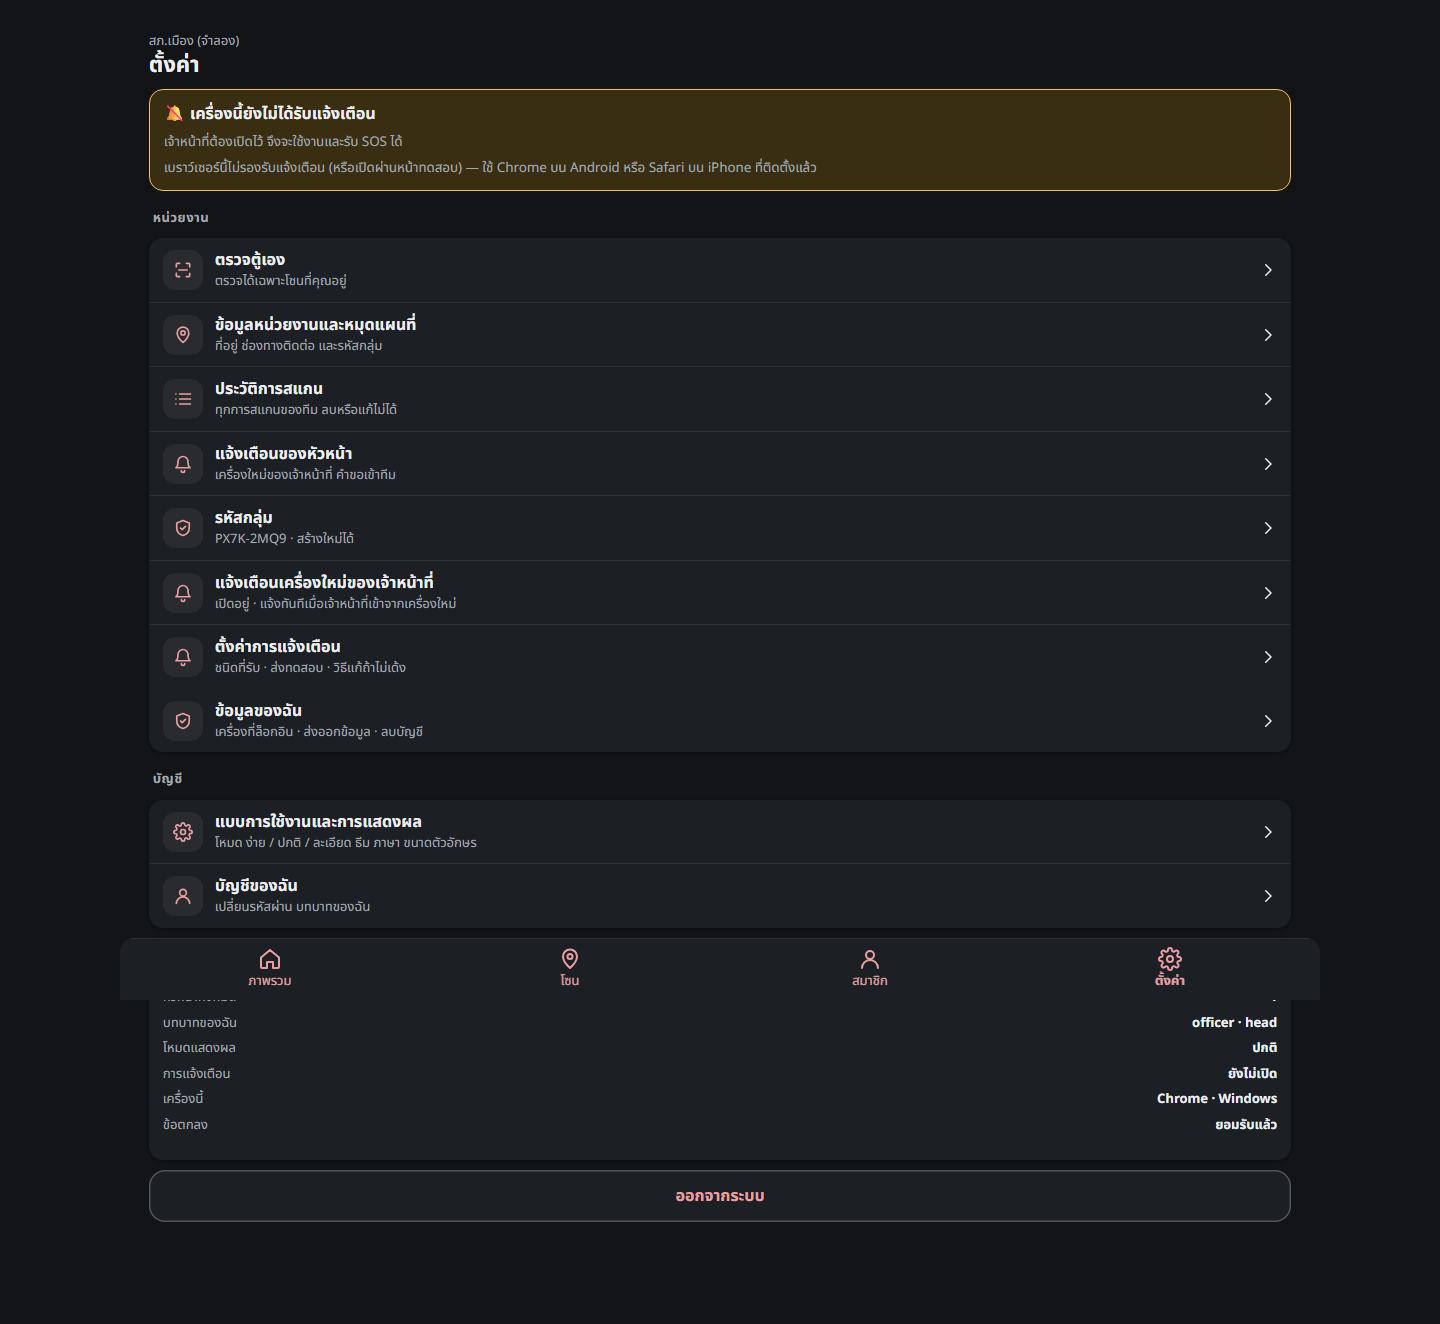 สภ.เมือง (จำลอง)
ตั้งค่า
เครื่องนี้ยังไม่ได้รับแจ้งเตือน
เจ้าหน้าที่ต้องเปิดไว้ จึงจะใช้งานและรับ SOS ได้
เบราว์เซอร์นี้ไม่รองรับแจ้งเตือน (หรือเปิดผ่านหน้าทดสอบ) — ใช้ Chrome บน Android หรือ Safari บน iPhone ที่ติดตั้งแล้ว
หน่วยงาน
ตรวจตู้เอง
ตรวจได้เฉพาะโซนที่คุณอยู่
ข้อมูลหน่วยงานและหมุดแผนที่
ที่อยู่ ช่องทางติดต่อ และรหัสกลุ่ม
ประวัติการสแกน
ทุกการสแกนของทีม ลบหรือแก้ไม่ได้
แจ้งเตือนของหัวหน้า
เครื่องใหม่ของเจ้าหน้าที่ คำขอเข้าทีม
รหัสกลุ่ม
PX7K-2MQ9 · สร้างใหม่ได้
แจ้งเตือนเครื่องใหม่ของเจ้าหน้าที่
เปิดอยู่ · แจ้งทันทีเมื่อเจ้าหน้าที่เข้าจากเครื่องใหม่
ตั้งค่าการแจ้งเตือน
ชนิดที่รับ · ส่งทดสอบ · วิธีแก้ถ้าไม่เด้ง
ข้อมูลของฉัน
เครื่องที่ล็อกอิน · ส่งออกข้อมูล · ลบบัญชี
บัญชี
แบบการใช้งานและการแสดงผล
โหมด ง่าย / ปกติ / ละเอียด ธีม ภาษา ขนาดตัวอักษร
บัญชีของฉัน
เปลี่ยนรหัสผ่าน บทบาทของฉัน
ภาพรวม โซน สมาชิก ตั้งค่า
บทบาทของฉัน officer · head
โหมดแสดงผล ปกติ
การแจ้งเตือน ยังไม่เปิด
เครื่องนี้ Chrome · Windows
ข้อตกลง ยอมรับแล้ว
ออกจากระบบ